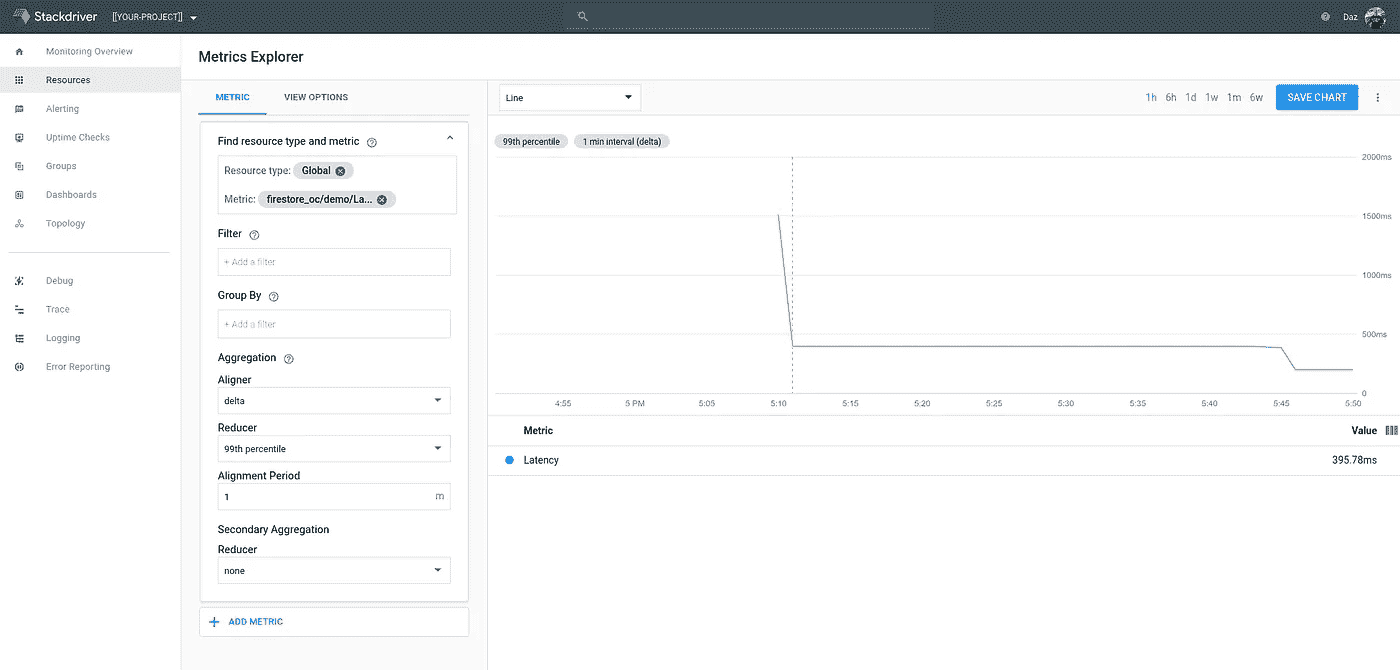 Stackdriver [[YOUR-PROJECT]] Daz
Monitoring Overview
Resources
Alerting
Uptime Checks
Groups
Dashboards
Topology
Debug
Trace
Logging
Error Reporting
Metrics Explorer
METRIC VIEW OPTIONS
Find resource type and metric
Resource type: Global
Metric: firestore_oc/demo/La...
Filter
+ Add a filter
Group By
+ Add a filter
Aggregation
Aligner
delta
Reducer
99th percentile
Alignment Period
1 m
Secondary Aggregation
Reducer
none
ADD METRIC
Line 1h 6h 1d 1w 1m 6w SAVE CHART
99th percentile 1 min interval (delta)
2000ms
1500ms
1000ms
500ms
0
4:55 5 PM 5:05 5:10 5:15 5:20 5:25 5:30 5:35 5:40 5:45 5:50
Metric Value
Latency 395.78ms